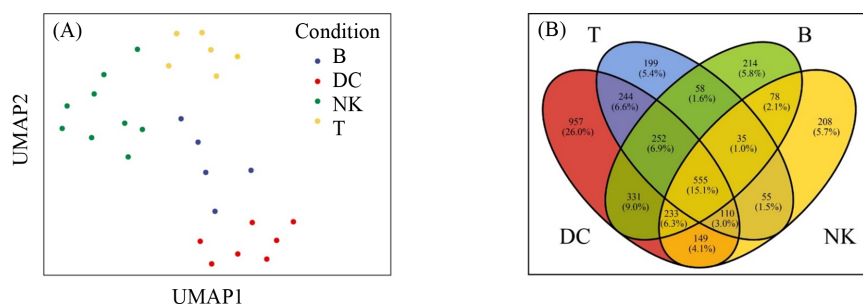 (A)
Condition
B
DC
NK
T
UMAP2
UMAP1
(B)
T
B
199
(5.4%)
214
(5.8%)
58
(1.6%)
244
(6.6%)
78
(2.1%)
957
(26.0%)
208
(5.7%)
252
(6.9%)
35
(1.0%)
555
(15.1%)
331
(9.0%)
55
(1.5%)
233
(6.3%)
110
(3.0%)
149
(4.1%)
DC
NK